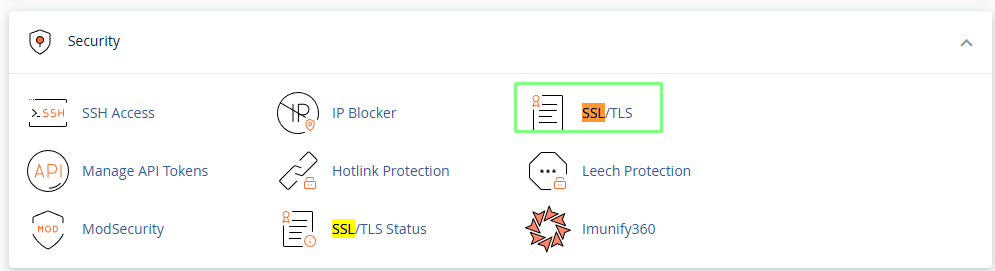 Security
SSH SSH Access
IP IP Blocker
SSL/TLS
API Manage API Tokens
Hotlink Protection
Leech Protection
MOD ModSecurity
SSL/TLS Status
Imunify360